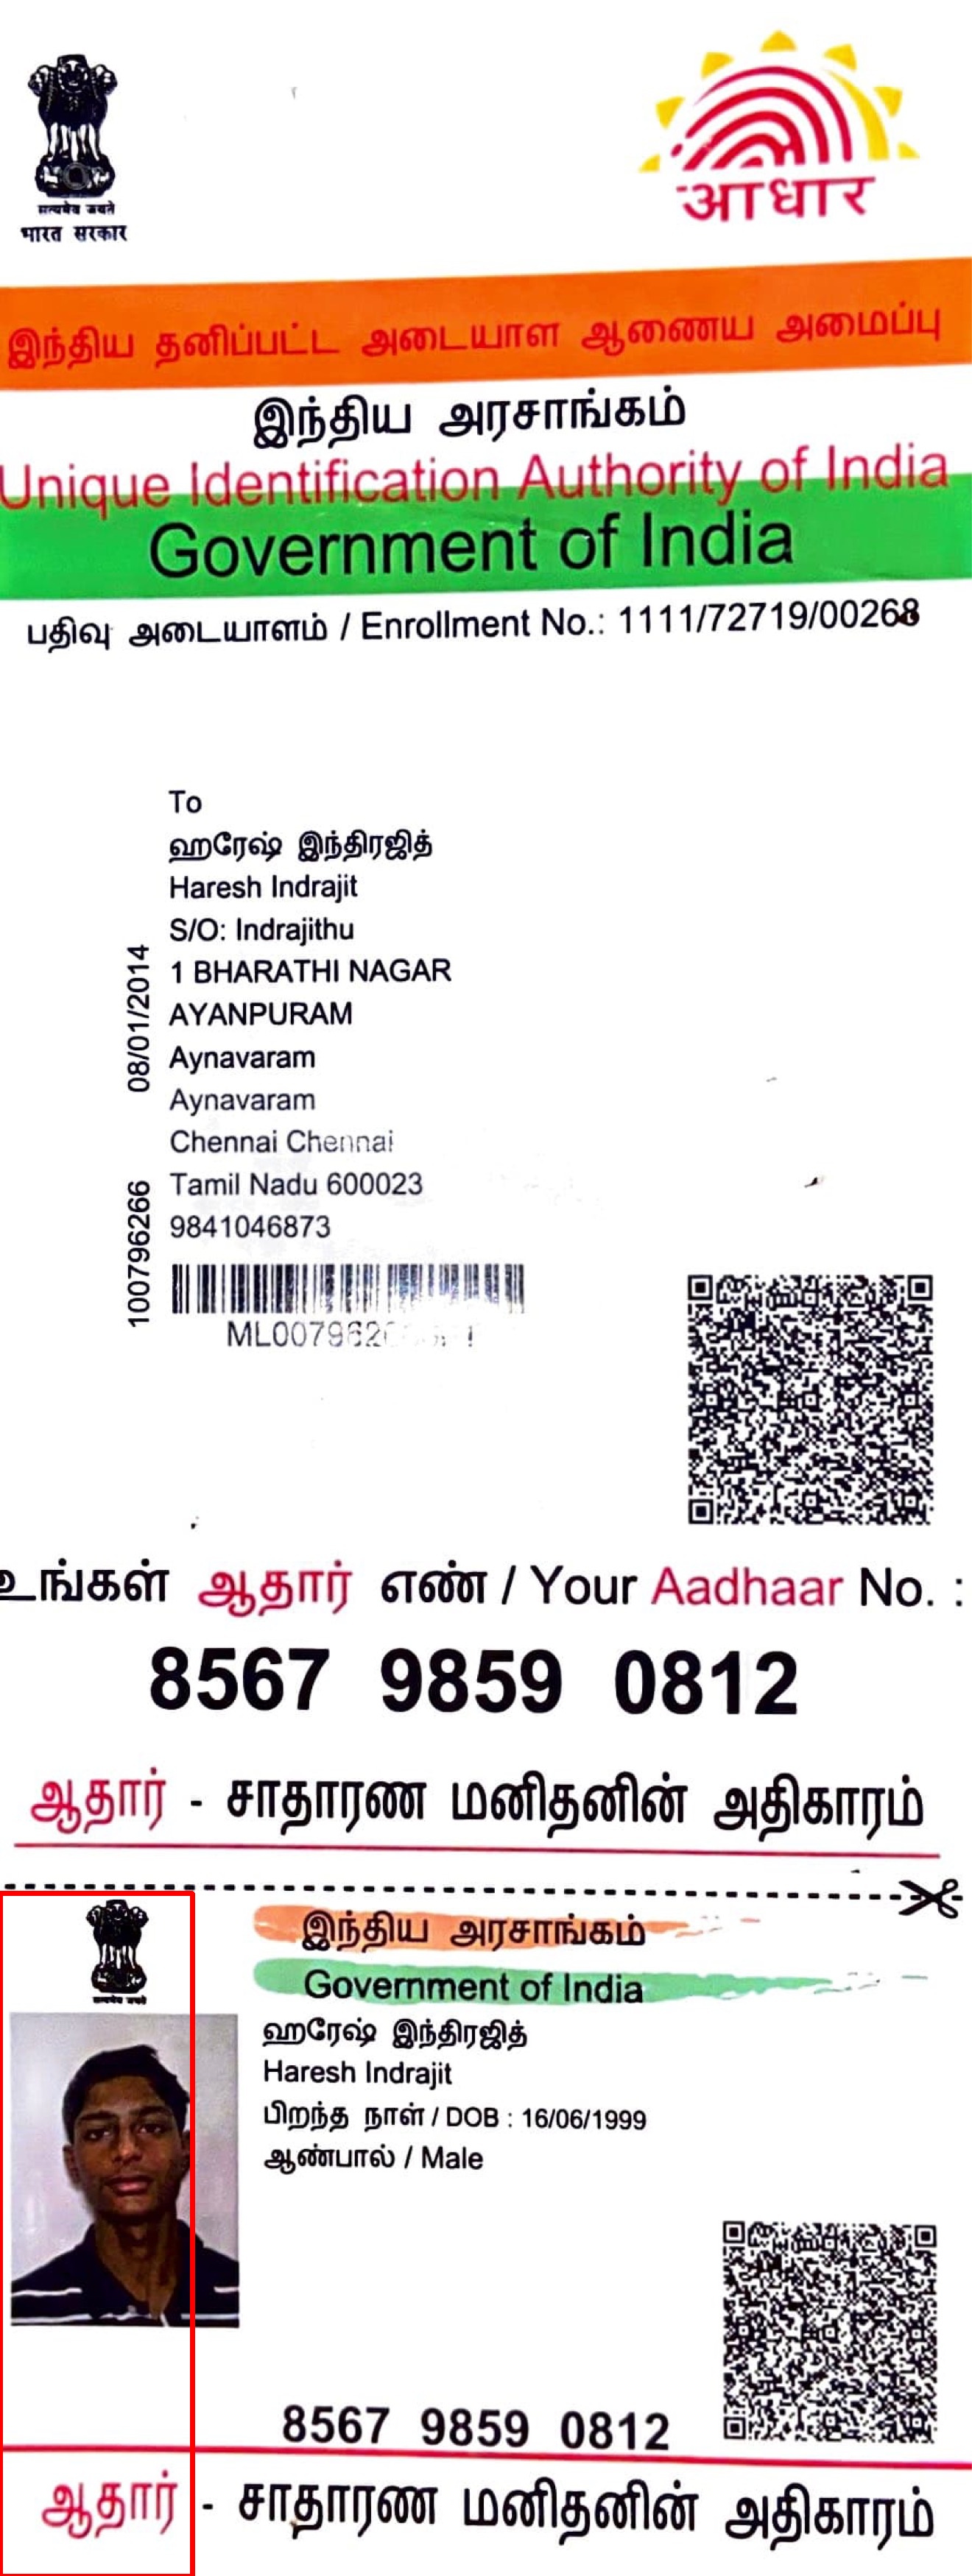 सत्यमेव जयते
भारत सरकार
आधार
இந்திய தனிப்பட்ட அடையாள ஆணைய அமைப்பு
இந்திய அரசாங்கம்
Unique Identification Authority of India
Government of India
பதிவு அடையாளம் / Enrollment No.: 1111/72719/00268
To
ஹரேஷ் இந்திரஜித்
Haresh Indrajit
S/O: Indrajithu
1 BHARATHI NAGAR
AYANPURAM
Aynavaram
Aynavaram
Chennai Chennai
Tamil Nadu 600023
9841046873
08/01/2014
100796266
உங்கள் ஆதார் எண் / Your Aadhaar No. :
8567 9859 0812
ஆதார் - சாதாரண மனிதனின் அதிகாரம்
सत्यमेव जयते
இந்திய அரசாங்கம்
Government of India
ஹரேஷ் இந்திரஜித்
Haresh Indrajit
பிறந்த நாள் / DOB : 16/06/1999
ஆண்பால் / Male
8567 9859 0812
ஆதார் - சாதாரண மனிதனின் அதிகாரம்